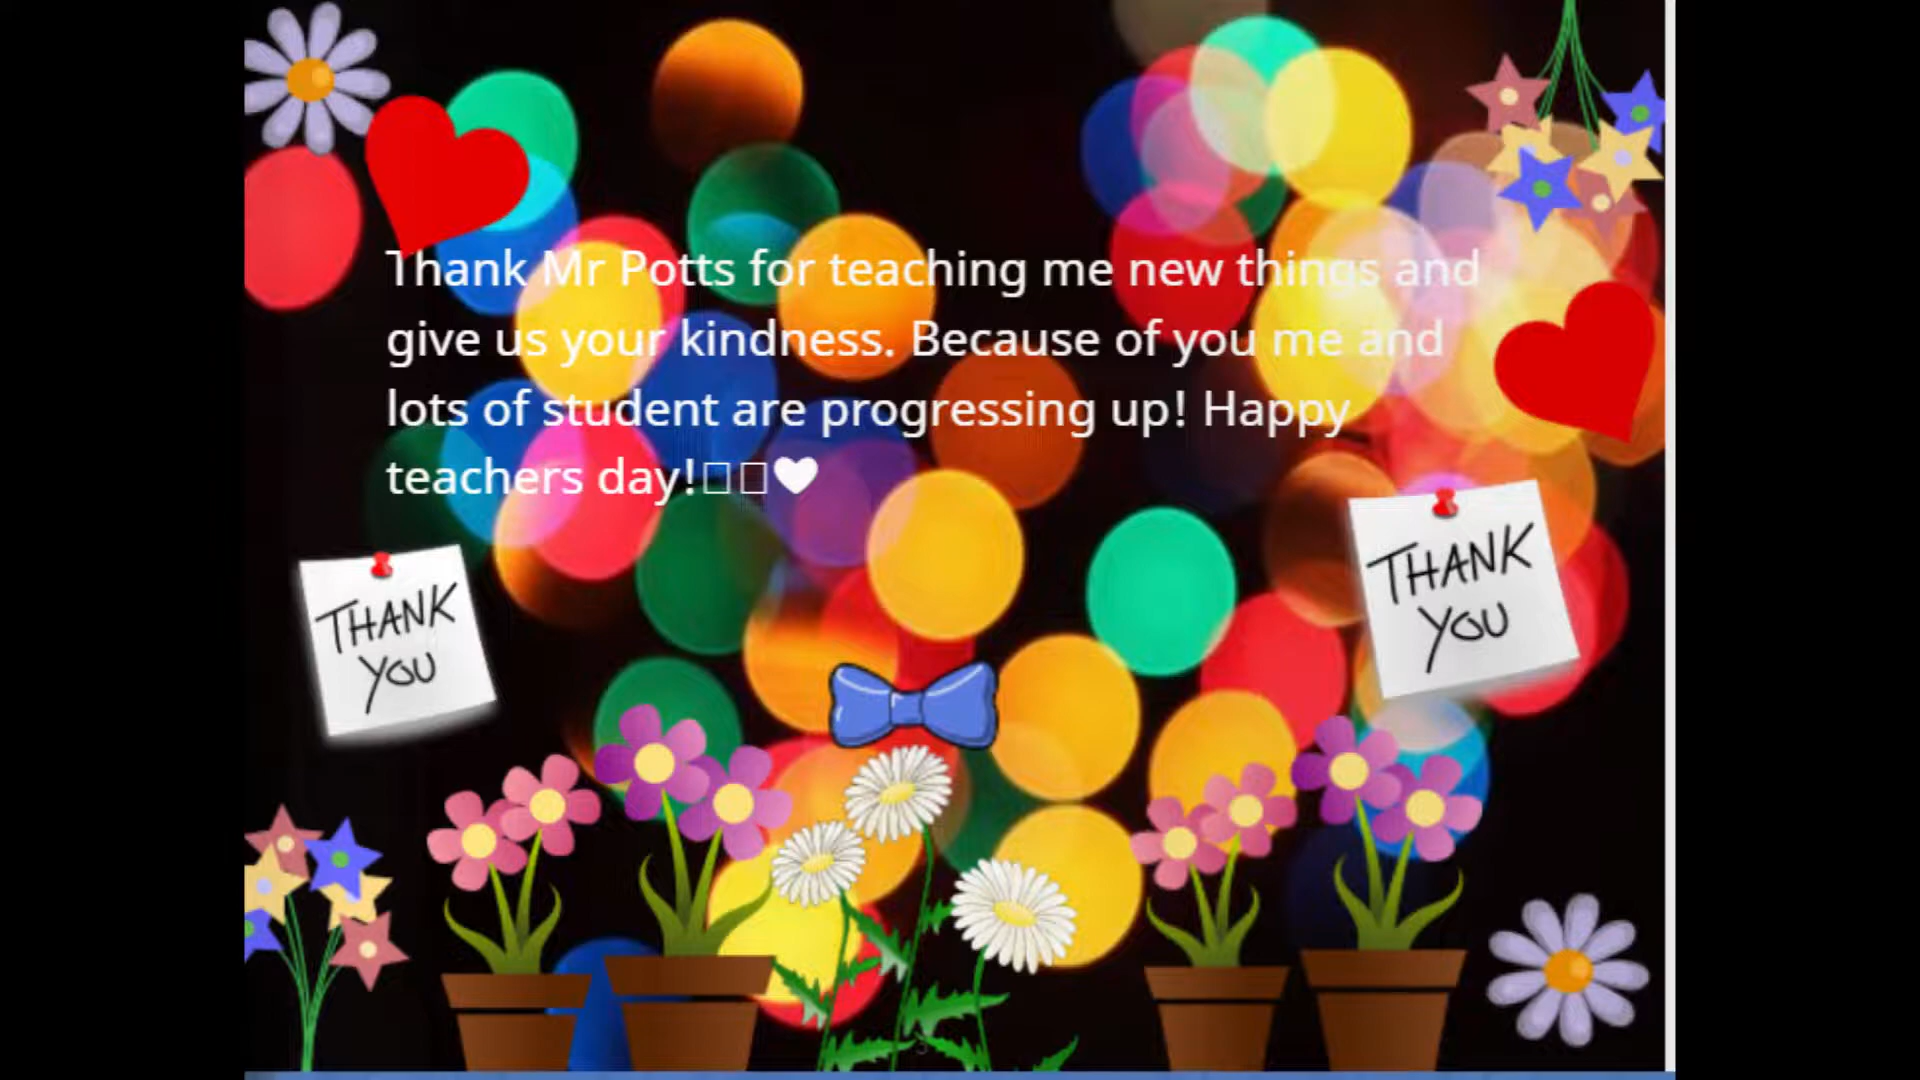 Thank Mr Potts for teaching me new things and
give us your kindness. Because of you me and
lots of student are progressing up! Happy
teachers day!□□♥
THANK
YOU
THANK
YOU